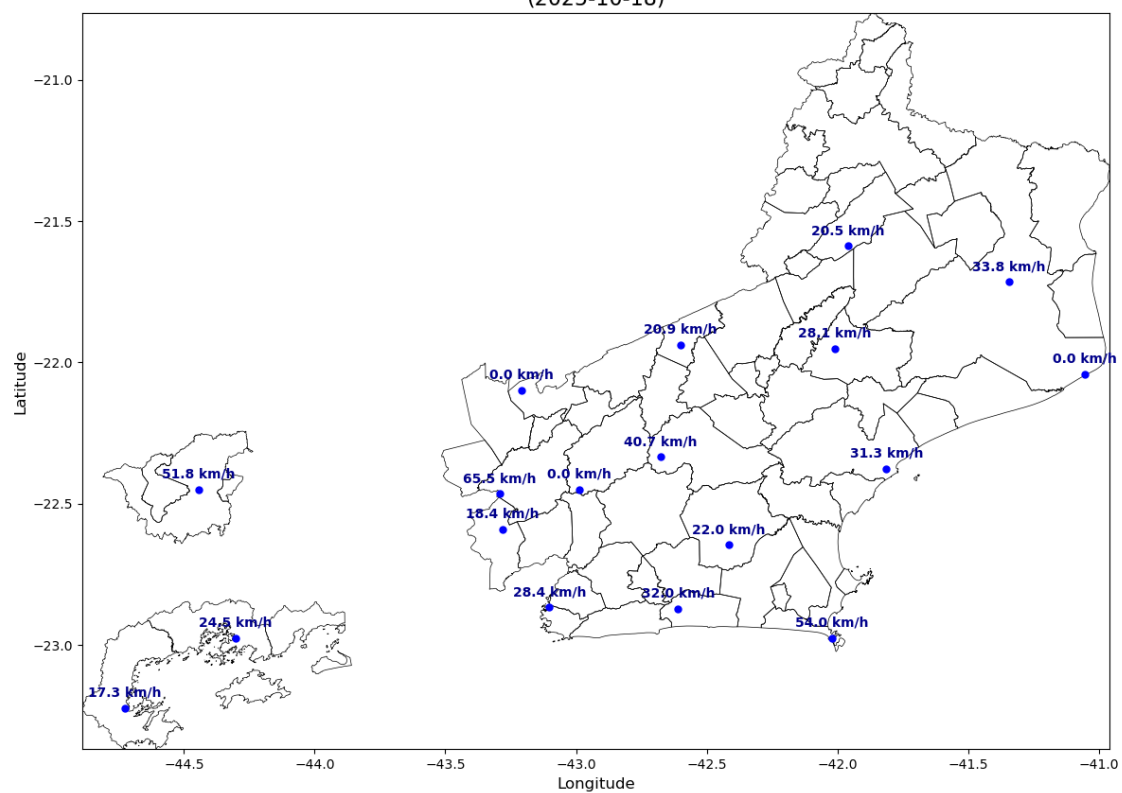 (2025-10-18)
−21.0
−21.5
−22.0
−22.5
−23.0
Latitude
20.5 km/h
33.8 km/h
20.9 km/h
28.1 km/h
0.0 km/h
0.0 km/h
40.7 km/h
31.3 km/h
51.8 km/h
65.5 km/h
0.0 km/h
18.4 km/h
22.0 km/h
28.4 km/h
32.0 km/h
24.5 km/h
54.0 km/h
17.3 km/h
−44.5
−44.0
−43.5
−43.0
−42.5
−42.0
−41.5
−41.0
Longitude